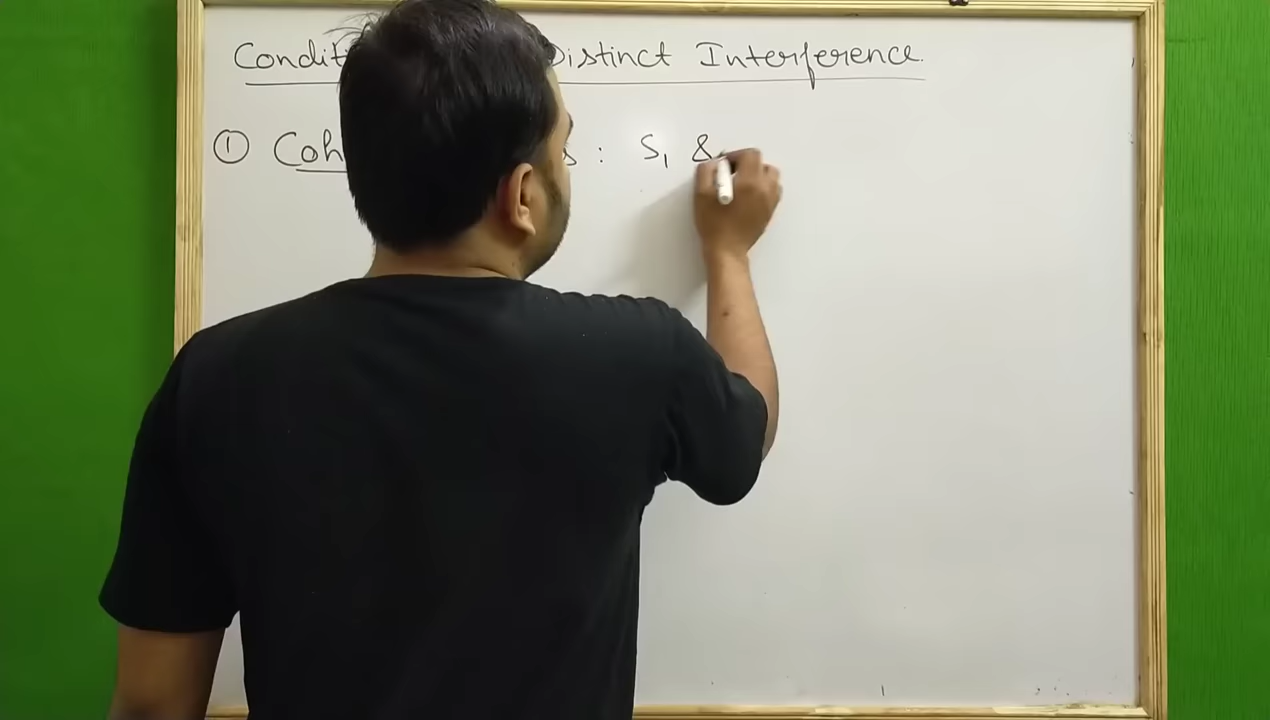 Condit Distinct Interference.
① Coh s : S₁ &